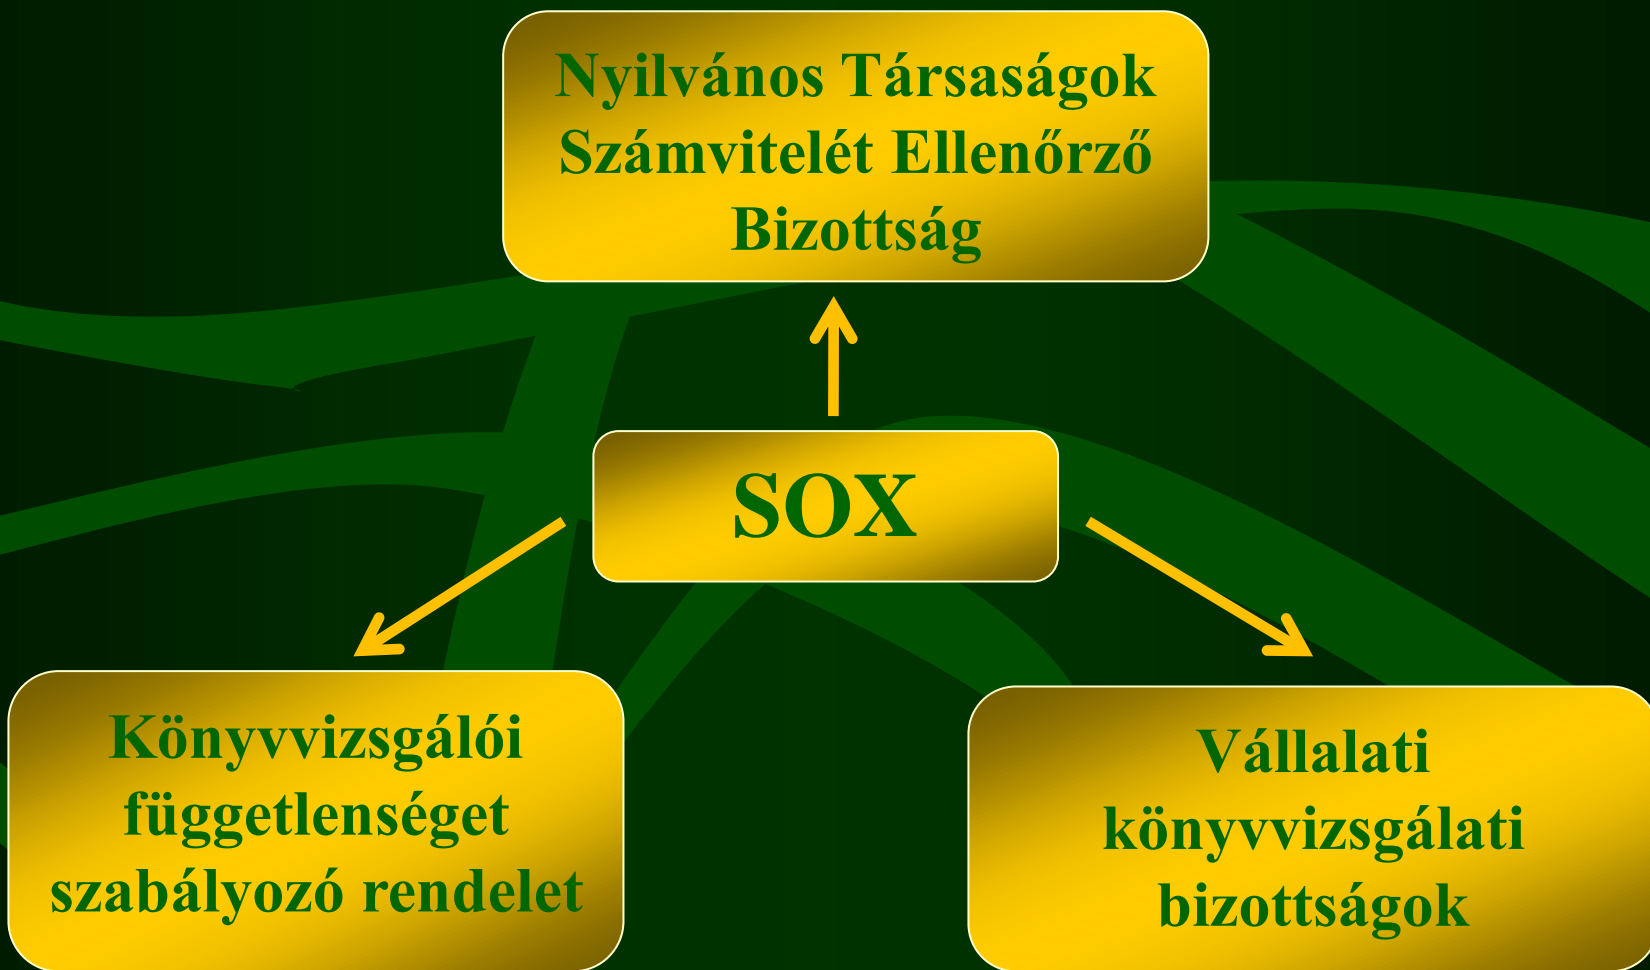 Nyilvános Társaságok
Számvitelét Ellenőrző
Bizottság
SOX
Könyvvizsgálói
függetlenséget
szabályozó rendelet
Vállalati
könyvvizsgálati
bizottságok